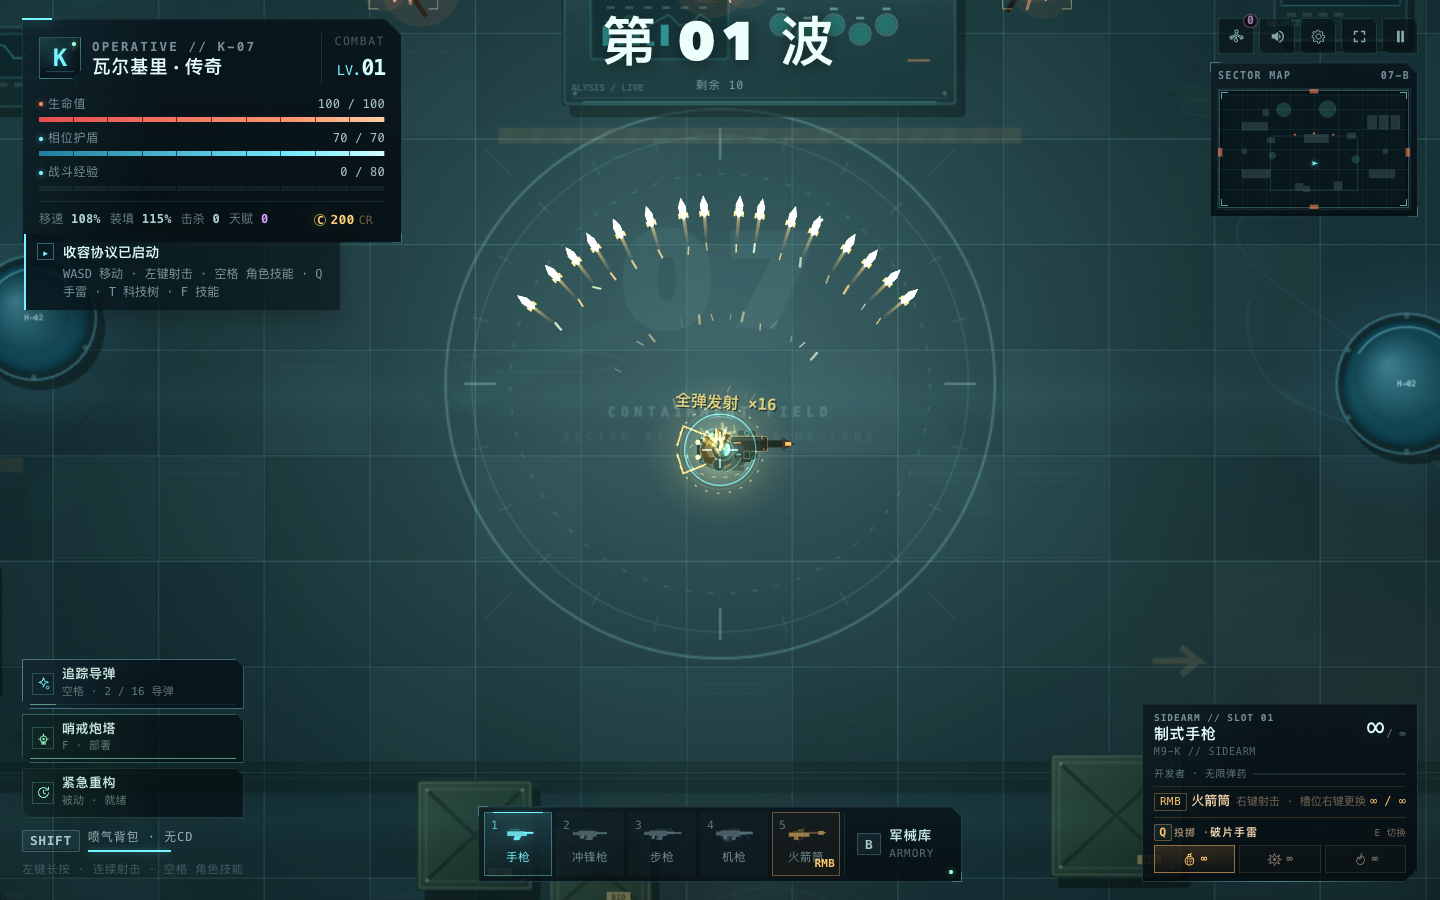 第 01 波
剩余 10
ALYSIS / LIVE
K
OPERATIVE // K-07
瓦尔基里·传奇
COMBAT
LV.01
生命值 100 / 100
相位护盾 70 / 70
战斗经验 0 / 80
移速 108% 装填 115% 击杀 0 天赋 0 C 200 CR
收容协议已启动
WASD 移动 · 左键射击 · 空格 角色技能 · Q
手雷 · T 科技树 · F 技能
0
SECTOR MAP 07-B
H-02
H-02
07
全弹发射 ×16
追踪导弹
空格 · 2 / 16 导弹
哨戒炮塔
F · 部署
紧急重构
被动 · 就绪
SHIFT 喷气背包 · 无CD
左键长按 · 连续射击 · 空格 角色技能
1 手枪
2 冲锋枪
3 步枪
4 机枪
5 火箭筒 RMB
B 军械库
ARMORY
SIDEARM // SLOT 01
制式手枪
M9-K // SIDEARM
∞ / ∞
开发者 · 无限弹药
RMB 火箭筒 右键射击 · 槽位右键更换 ∞ / ∞
Q 投掷 · 破片手雷 E 切换
∞ ∞ ∞